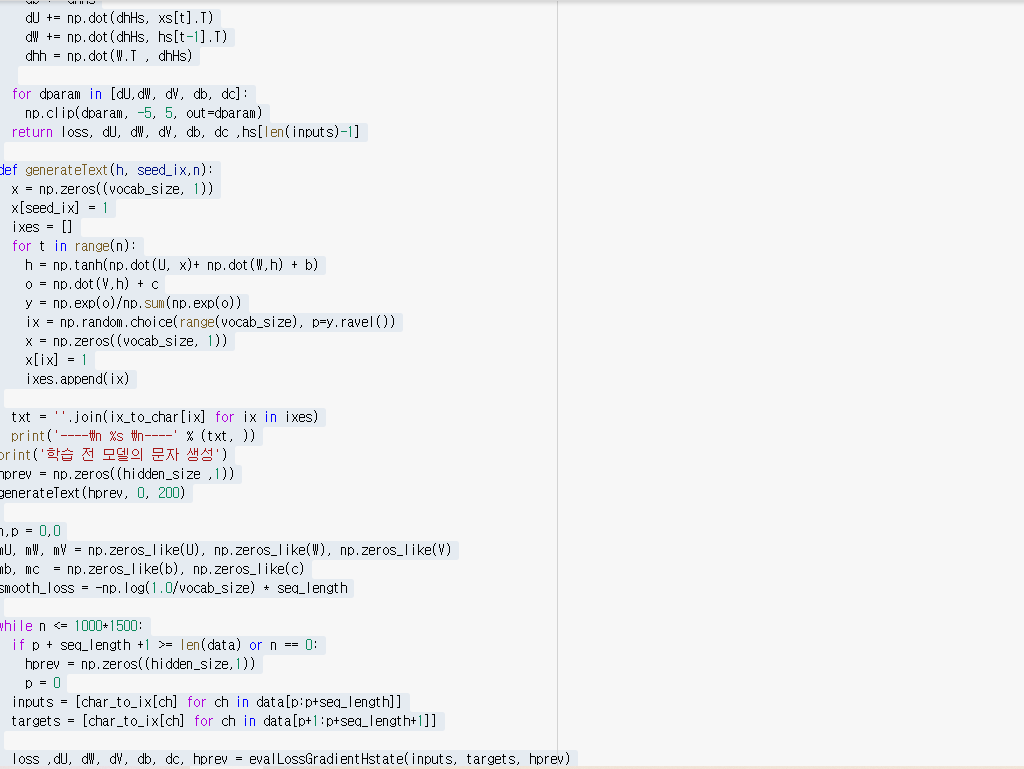 dU += np.dot(dhHs, xs[t].T)
dW += np.dot(dhHs, hs[t-1].T)
dhh = np.dot(W.T , dhHs)
for dparam in [dU,dW, dV, db, dc]:
np.clip(dparam, -5, 5, out=dparam)
return loss, dU, dW, dV, db, dc ,hs[len(inputs)-1]
def generateText(h, seed_ix,n):
x = np.zeros((vocab_size, 1))
x[seed_ix] = 1
ixes = []
for t in range(n):
h = np.tanh(np.dot(U, x)+ np.dot(W,h) + b)
o = np.dot(V,h) + c
y = np.exp(o)/np.sum(np.exp(o))
ix = np.random.choice(range(vocab_size), p=y.ravel())
x = np.zeros((vocab_size, 1))
x[ix] = 1
ixes.append(ix)
txt = ''.join(ix_to_char[ix] for ix in ixes)
print('----₩n %s ₩n----' % (txt, ))
print('학습 전 모델의 문자 생성')
hprev = np.zeros((hidden_size ,1))
generateText(hprev, 0, 200)
n,p = 0,0
mU, mW, mV = np.zeros_like(U), np.zeros_like(W), np.zeros_like(V)
mb, mc  = np.zeros_like(b), np.zeros_like(c)
smooth_loss = -np.log(1.0/vocab_size) * seq_length
while n <= 1000*1500:
if p + seq_length +1 >= len(data) or n == 0:
hprev = np.zeros((hidden_size,1))
p = 0
inputs = [char_to_ix[ch] for ch in data[p:p+seq_length]]
targets = [char_to_ix[ch] for ch in data[p+1:p+seq_length+1]]
loss ,dU, dW, dV, db, dc, hprev = evalLossGradientHstate(inputs, targets, hprev)